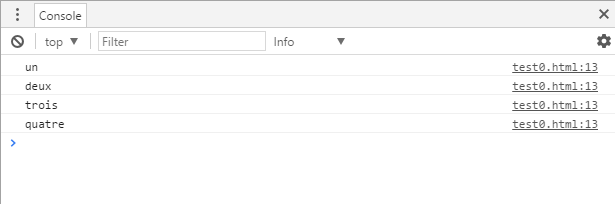 Console
top Filter Info
un test0.html:13
deux test0.html:13
trois test0.html:13
quatre test0.html:13